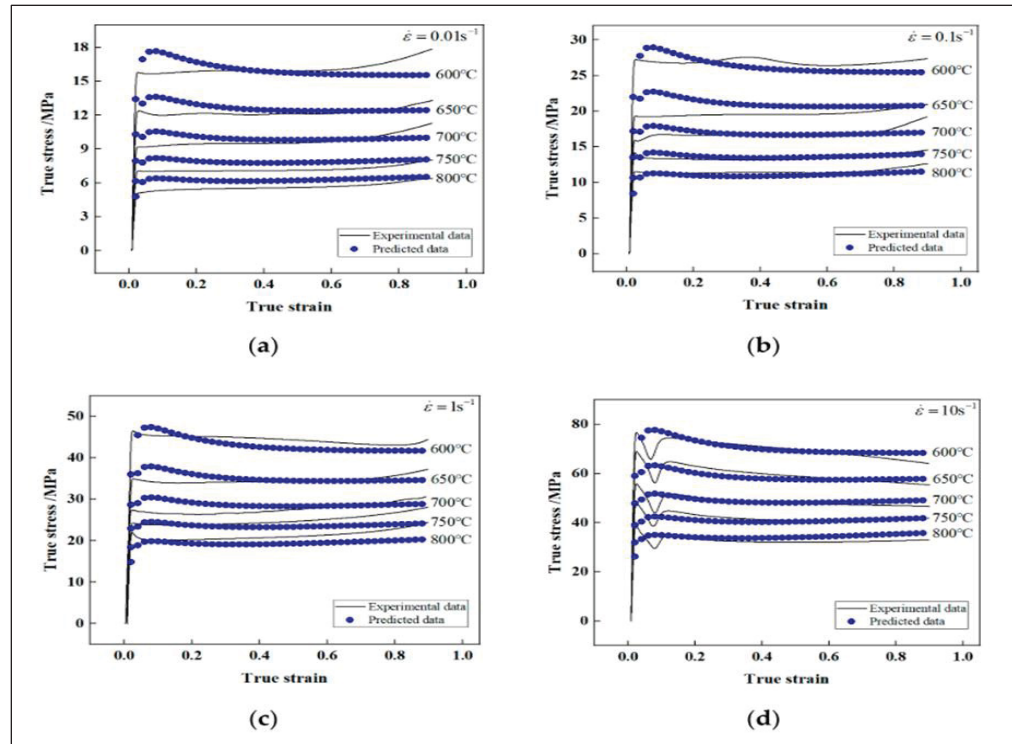 ε̇ = 0.01s⁻¹
18
15
12
9
6
3
0
True stress /MPa
600℃
650℃
700℃
750℃
800℃
Experimental data
Predicted data
0.0 0.2 0.4 0.6 0.8 1.0
True strain
(a)
ε̇ = 0.1s⁻¹
30
25
20
15
10
5
0
True stress /MPa
600℃
650℃
700℃
750℃
800℃
Experimental data
Predicted data
0.0 0.2 0.4 0.6 0.8 1.0
True strain
(b)
ε̇ = 1s⁻¹
50
40
30
20
10
0
True stress /MPa
600℃
650℃
700℃
750℃
800℃
Experimental data
Predicted data
0.0 0.2 0.4 0.6 0.8 1.0
True strain
(c)
ε̇ = 10s⁻¹
80
60
40
20
0
True stress /MPa
600℃
650℃
700℃
750℃
800℃
Experimental data
Predicted data
0.0 0.2 0.4 0.6 0.8 1.0
True strain
(d)